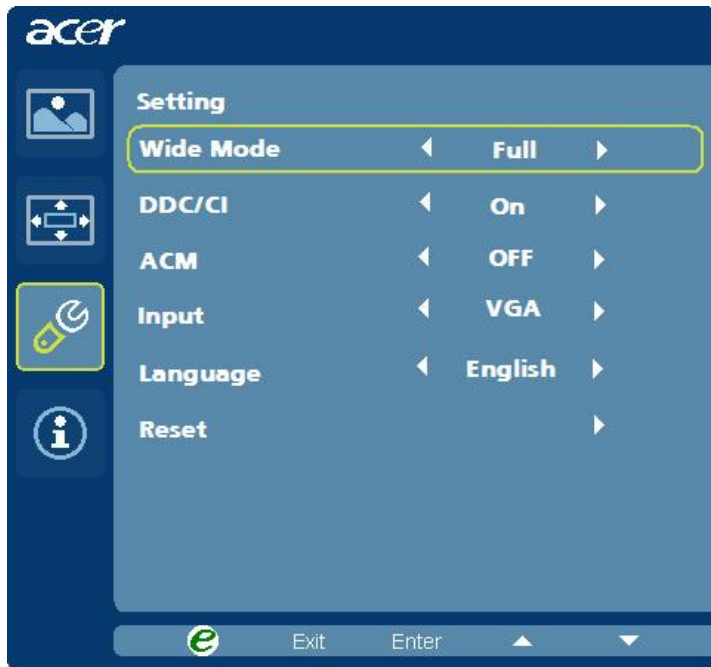 acer
Setting
Wide Mode Full
DDC/CI On
ACM OFF
Input VGA
Language English
Reset
e Exit Enter